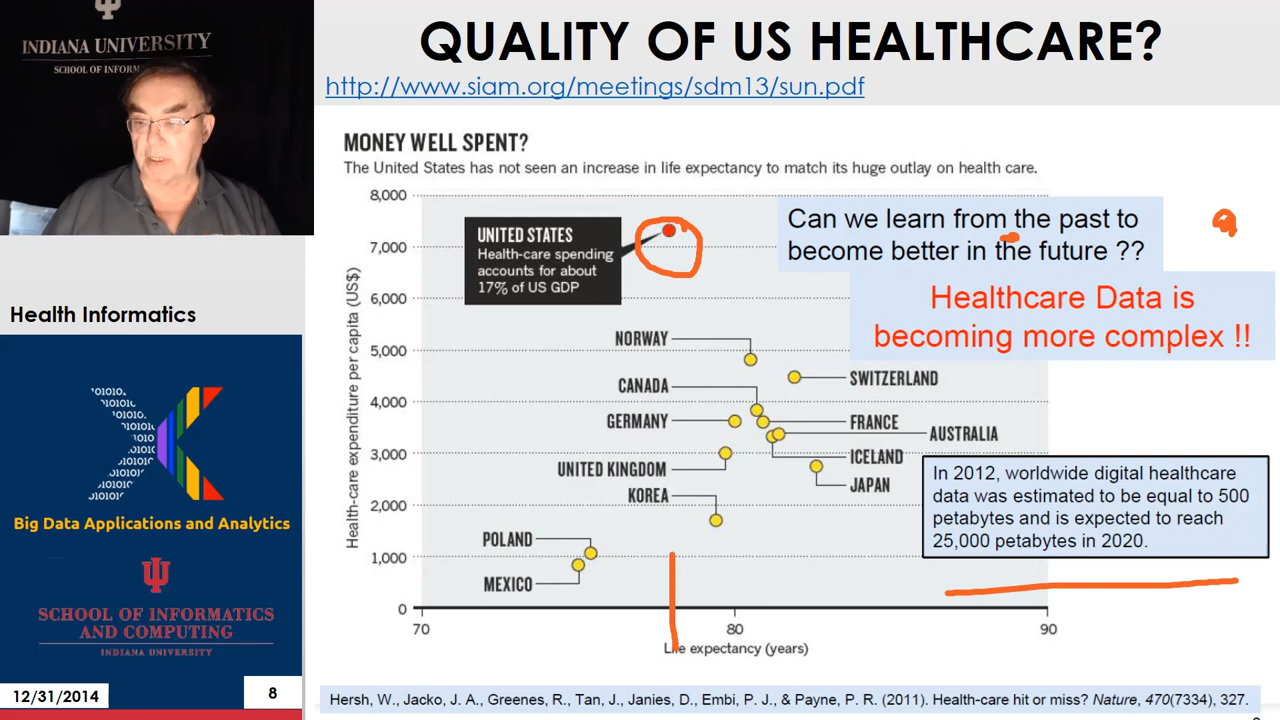 INDIANA UNIVERSITY
SCHOOL OF INFORM
QUALITY OF US HEALTHCARE?
http://www.siam.org/meetings/sdm13/sun.pdf
MONEY WELL SPENT?
The United States has not seen an increase in life expectancy to match its huge outlay on health care.
8,000
7,000
6,000
5,000
4,000
3,000
2,000
1,000
0
Health-care expenditure per capita (US$)
UNITED STATES
Health-care spending
accounts for about
17% of US GDP
Can we learn from the past to
become better in the future ??
Healthcare Data is
becoming more complex !!
NORWAY
SWITZERLAND
CANADA
GERMANY
FRANCE
AUSTRALIA
ICELAND
UNITED KINGDOM
JAPAN
KOREA
POLAND
MEXICO
In 2012, worldwide digital healthcare
data was estimated to be equal to 500
petabytes and is expected to reach
25,000 petabytes in 2020.
70
80
90
Life expectancy (years)
Health Informatics
101010
101010
Big Data Applications and Analytics
SCHOOL OF INFORMATICS
AND COMPUTING
INDIANA UNIVERSITY
12/31/2014
8
Hersh, W., Jacko, J. A., Greenes, R., Tan, J., Janies, D., Embi, P. J., & Payne, P. R. (2011). Health-care hit or miss? Nature, 470(7334), 327.